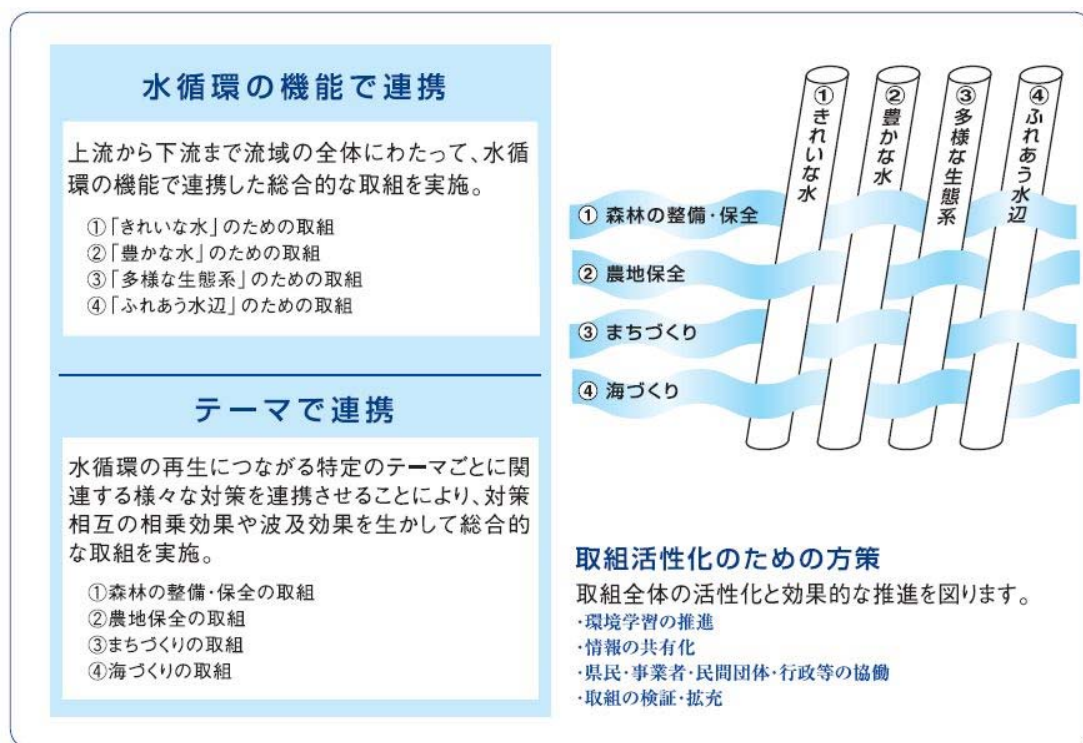 水循環の機能で連携
上流から下流まで流域の全体にわたって、水循
環の機能で連携した総合的な取組を実施。
①「きれいな水」のための取組
②「豊かな水」のための取組
③「多様な生態系」のための取組
④「ふれあう水辺」のための取組
テーマで連携
水循環の再生につながる特定のテーマごとに関
連する様々な対策を連携させることにより、対策
相互の相乗効果や波及効果を生かして総合的
な取組を実施。
①森林の整備・保全の取組
②農地保全の取組
③まちづくりの取組
④海づくりの取組
①きれいな水
②豊かな水
③多様な生態系
④ふれあう水辺
① 森林の整備・保全
② 農地保全
③ まちづくり
④ 海づくり
取組活性化のための方策
取組全体の活性化と効果的な推進を図ります。
・環境学習の推進
・情報の共有化
・県民・事業者・民間団体・行政等の協働
・取組の検証・拡充